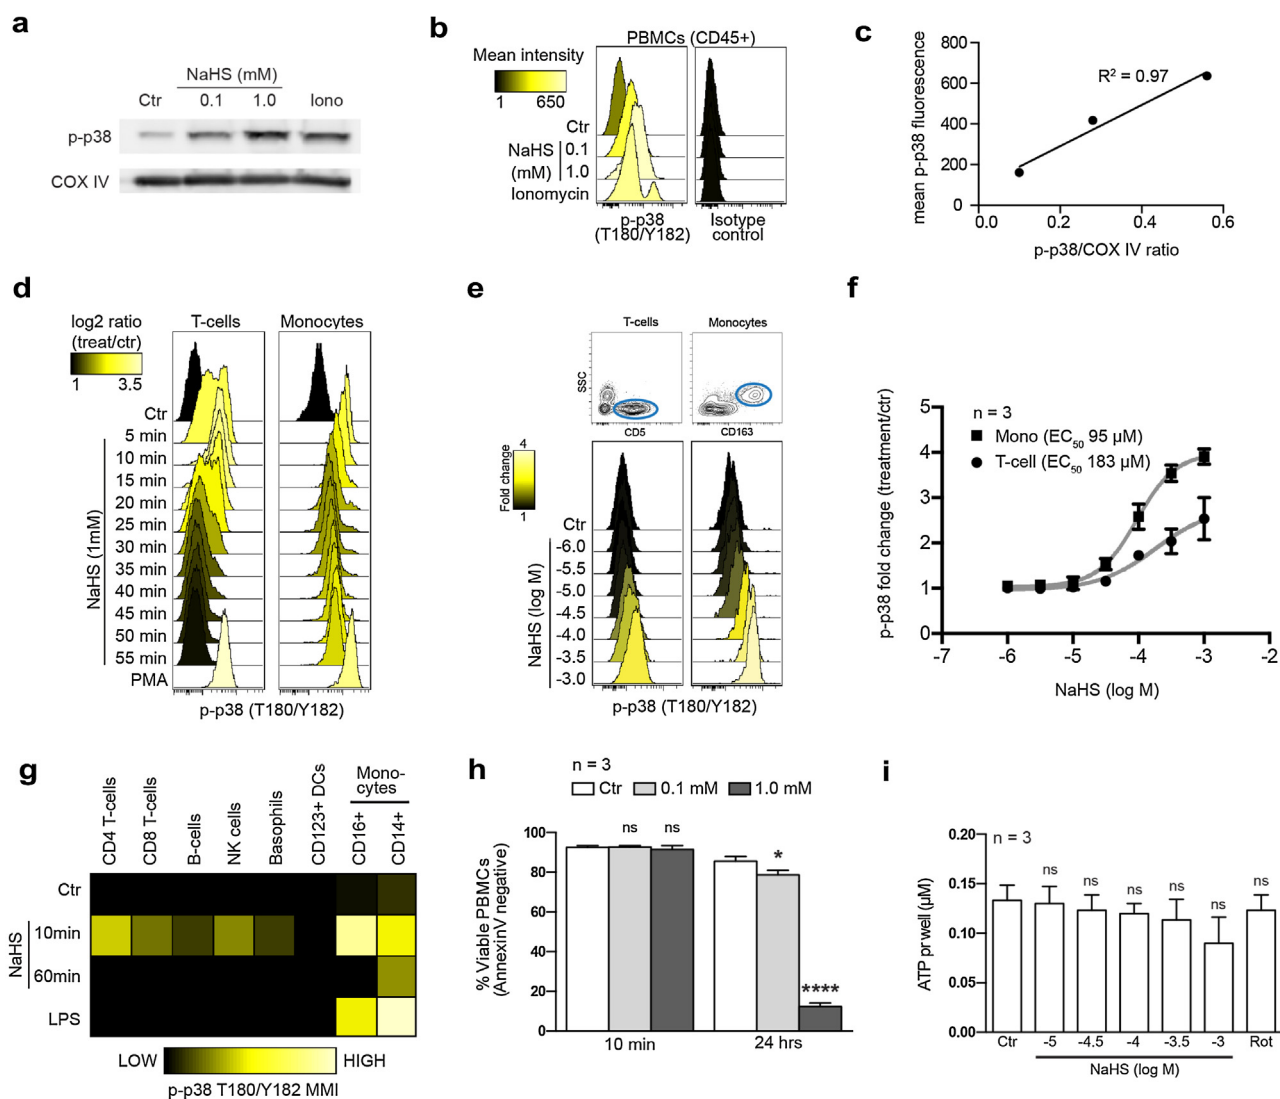 a
NaHS (mM)
Ctr 0.1 1.0 Iono
p-p38
COX IV
b
PBMCs (CD45+)
Mean intensity
1 650
Ctr
NaHS 0.1
(mM) 1.0
Ionomycin
p-p38
(T180/Y182)
Isotype
control
c
mean p-p38 fluorescence
800
600
400
200
0
R² = 0.97
0.0 0.2 0.4 0.6
p-p38/COX IV ratio
d
log2 ratio
(treat/ctr)
1 3.5
T-cells Monocytes
Ctr
5 min
10 min
15 min
20 min
25 min
30 min
35 min
40 min
45 min
50 min
55 min
PMA
NaHS (1mM)
p-p38 (T180/Y182)
e
T-cells Monocytes
SSC
CD5 CD163
4
Fold change
1
Ctr
-6.0
-5.5
-5.0
-4.5
-4.0
-3.5
-3.0
NaHS (log M)
p-p38 (T180/Y182)
f
p-p38 fold change (treatment/ctr)
5
4
3
2
1
0
n = 3
Mono (EC₅₀ 95 µM)
T-cell (EC₅₀ 183 µM)
-7 -6 -5 -4 -3 -2
NaHS (log M)
g
Mono-
cytes
CD4 T-cells
CD8 T-cells
B-cells
NK cells
Basophils
CD123+ DCs
CD16+
CD14+
Ctr
10min
60min
NaHS
LPS
LOW HIGH
p-p38 T180/Y182 MMI
h
n = 3
Ctr 0.1 mM 1.0 mM
% Viable PBMCs
(AnnexinV negative)
100
80
60
40
20
0
ns ns * ****
10 min 24 hrs
i
n = 3
ATP pr well (µM)
0.20
0.15
0.10
0.05
0.00
ns ns ns ns ns ns
Ctr -5 -4.5 -4 -3.5 -3 Rot
NaHS (log M)